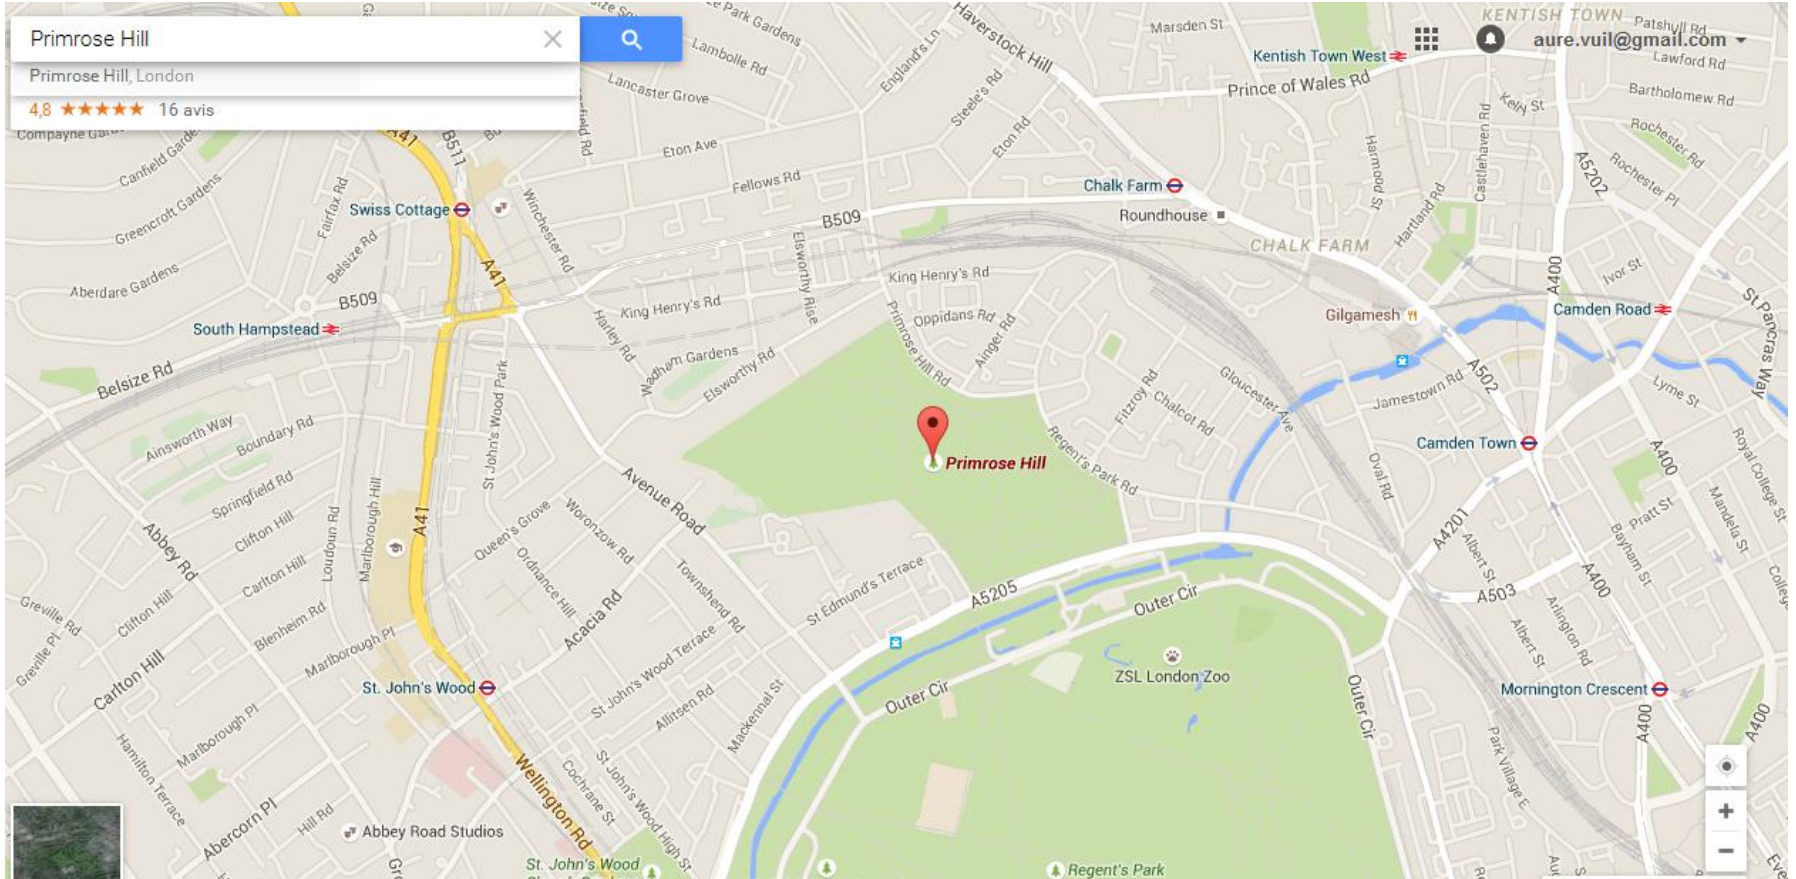 Primrose Hill
Primrose Hill, London
4,8 ★★★★★ 16 avis
aure.vuil@gmail.com
KENTISH TOWN
Patshull Rd
Marsden St
Park Gardens
Haverstock Hill
England's Ln
Lambolle Rd
Lancaster Grove
Kentish Town West
Lawford Rd
Prince of Wales Rd
Bartholomew Rd
Kelly St
Steele's Rd
Castlehaven Rd
Rochester Rd
A41
B511
Eton Rd
Eton Ave
Harmood St
A5202
Rochester Pl
Canfield Gardens
Fellows Rd
Chalk Farm
Fairfax Rd
Winchester Rd
Swiss Cottage
B509
Roundhouse
Hartland Rd
Greencroft Gardens
CHALK FARM
Belsize Rd
Elsworthy Rise
A41
King Henry's Rd
A400
Ivor St
Aberdare Gardens
B509
King Henry's Rd
Oppidans Rd
Gilgamesh
Camden Road
St Pancras Way
South Hampstead
Harley Rd
Primrose Hill Rd
Ainger Rd
Wadham Gardens
Elsworthy Rd
Belsize Rd
Gloucester Ave
A502
Jamestown Rd
Lyme St
St John's Wood Park
Fitzroy Rd
Chalcot Rd
Ainsworth Way
Boundary Rd
Camden Town
Primrose Hill
Regent's Park Rd
Oval Rd
A400
Royal College St
Springfield Rd
Avenue Road
Marlborough Hill
Loudoun Rd
A41
Queen's Grove
Woronzow Rd
Abbey Rd
Clifton Hill
A4201
Pratt St
Mandela St
Bayham St
Carlton Hill
Ordnance Hill
Townshend Rd
St Edmund's Terrace
A5205
Outer Cir
Albert St
A503
A400
College
Greville Rd
Clifton Hill
Blenheim Rd
Acacia Rd
Arlington Rd
Albert St
Greville Pl
Marlborough Pl
Carlton Hill
St John's Wood Terrace
ZSL London Zoo
St. John's Wood
Allitsen Rd
Outer Cir
Outer Cir
Mornington Crescent
Mackennal St
Marlborough Pl
A400
A400
Hamilton Terrace
Wellington Rd
Cochrane St
St John's Wood High St
Park Village E
Abercorn Pl
Hill Rd
Abbey Road Studios
St. John's Wood
Regent's Park